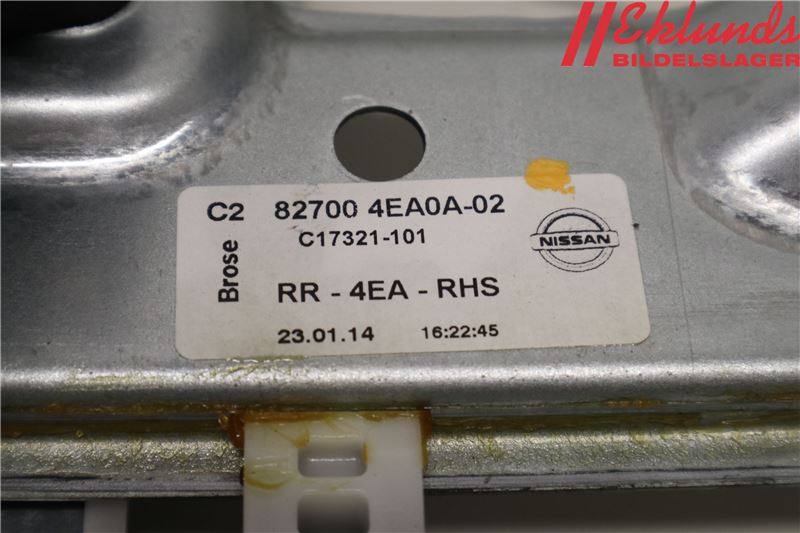 Eklunds
BILDELSLAGER
C2 82700 4EA0A-02
C17321-101
Brose
NISSAN
RR - 4EA - RHS
23.01.14 16:22:45